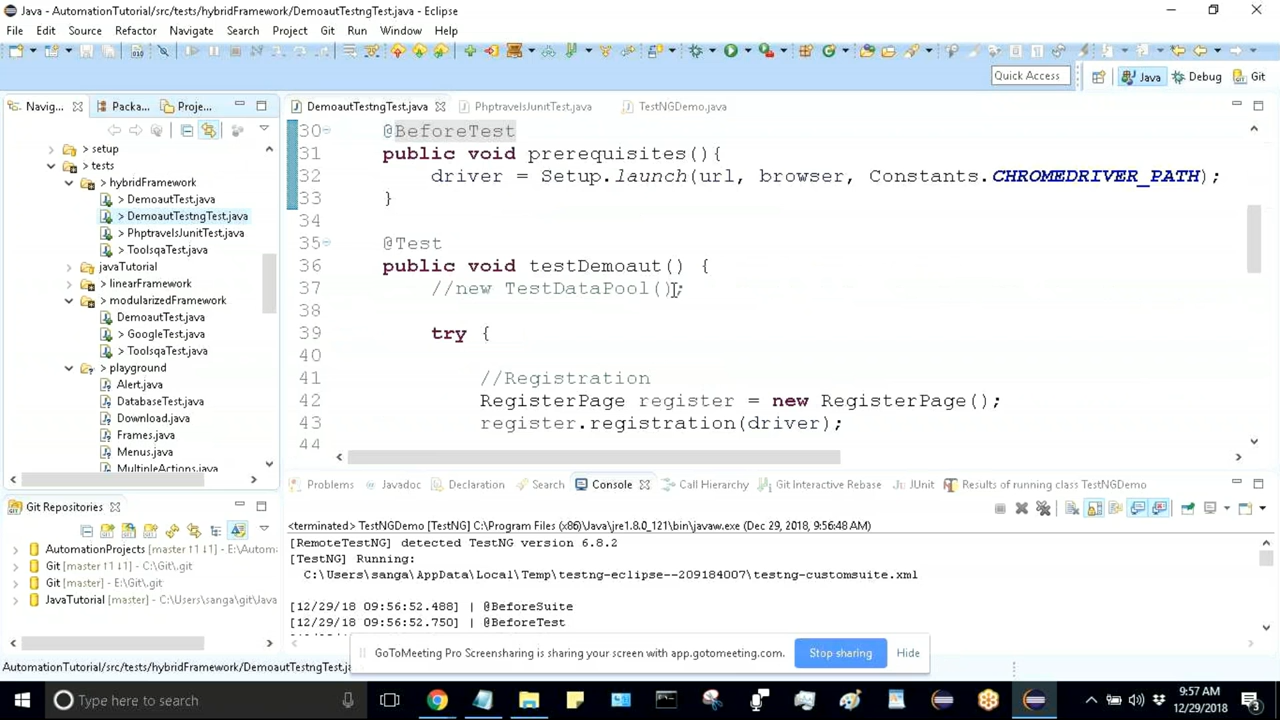 Java - AutomationTutorial/src/tests/hybridFramework/DemoautTestngTest.java - Eclipse
File Edit Source Refactor Navigate Search Project Git Run Window Help
Quick Access
Java
Debug
Git
Navig...
Packa...
Proje...
> setup
> tests
> hybridFramework
> DemoautTest.java
> DemoautTestngTest.java
> PhptravelsJunitTest.java
> ToolsqaTest.java
javaTutorial
> linearFramework
> modularizedFramework
DemoautTest.java
> GoogleTest.java
> ToolsqaTest.java
> playground
Alert.java
DatabaseTest.java
Download.java
Frames.java
Menus.java
MultipleActions.java
Git Repositories
AutomationProjects [master ↑1 ↓1] - E:\Autom
Git [master ↑1 ↓1] - C:\Git\.git
Git [master] - E:\Git\.git
JavaTutorial [master] - C:\Users\sanga\git\Java
DemoautTestngTest.java
PhptravelsJunitTest.java
TestNGDemo.java
30 @BeforeTest
31 public void prerequisites(){
32 driver = Setup.launch(url, browser, Constants.CHROMEDRIVER_PATH);
33 }
34
35 @Test
36 public void testDemoaut() {
37 //new TestDataPool();
38
39 try {
40
41 //Registration
42 RegisterPage register = new RegisterPage();
43 register.registration(driver);
44
Problems
Javadoc
Declaration
Search
Console
Call Hierarchy
Git Interactive Rebase
JUnit
Results of running class TestNGDemo
<terminated> TestNGDemo [TestNG] C:\Program Files (x86)\Java\jre1.8.0_121\bin\javaw.exe (Dec 29, 2018, 9:56:48 AM)
[RemoteTestNG] detected TestNG version 6.8.2
[TestNG] Running:
C:\Users\sanga\AppData\Local\Temp\testng-eclipse--209184007\testng-customsuite.xml
[12/29/18 09:56:52.488] | @BeforeSuite
[12/29/18 09:56:52.750] | @BeforeTest
GoToMeeting Pro Screensharing is sharing your screen with app.gotomeeting.com.
Stop sharing
Hide
AutomationTutorial/src/tests/hybridFramework/DemoautTestngTest.ja
Type here to search
9:57 AM
12/29/2018
3